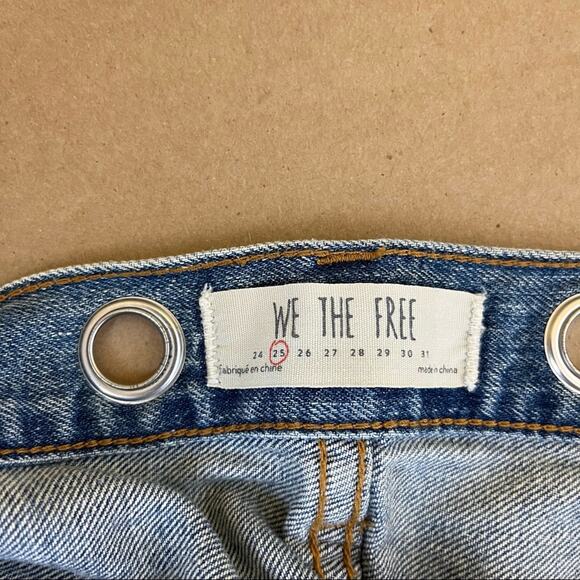 WE THE FREE
24 25 26 27 28 29 30 31
fabriqué en chine made in china